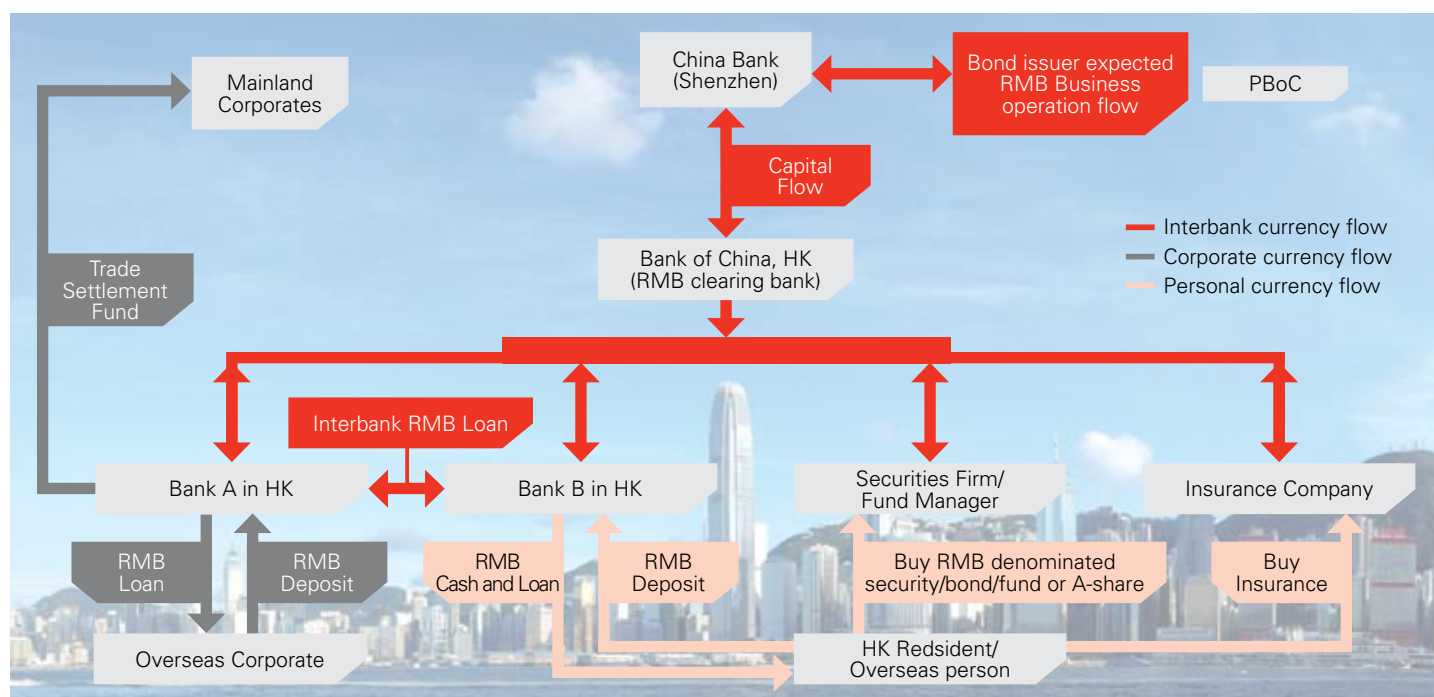 China Bank
(Shenzhen)
Bond issuer expected
RMB Business
operation flow
PBoC
Mainland
Corporates
Capital
Flow
Interbank currency flow
Corporate currency flow
Personal currency flow
Bank of China, HK
(RMB clearing bank)
Trade
Settlement
Fund
Interbank RMB Loan
Bank A in HK
Bank B in HK
Securities Firm/
Fund Manager
Insurance Company
RMB
Loan
RMB
Deposit
RMB
Cash and Loan
RMB
Deposit
Buy RMB denominated
security/bond/fund or A-share
Buy
Insurance
Overseas Corporate
HK Redsident/
Overseas person